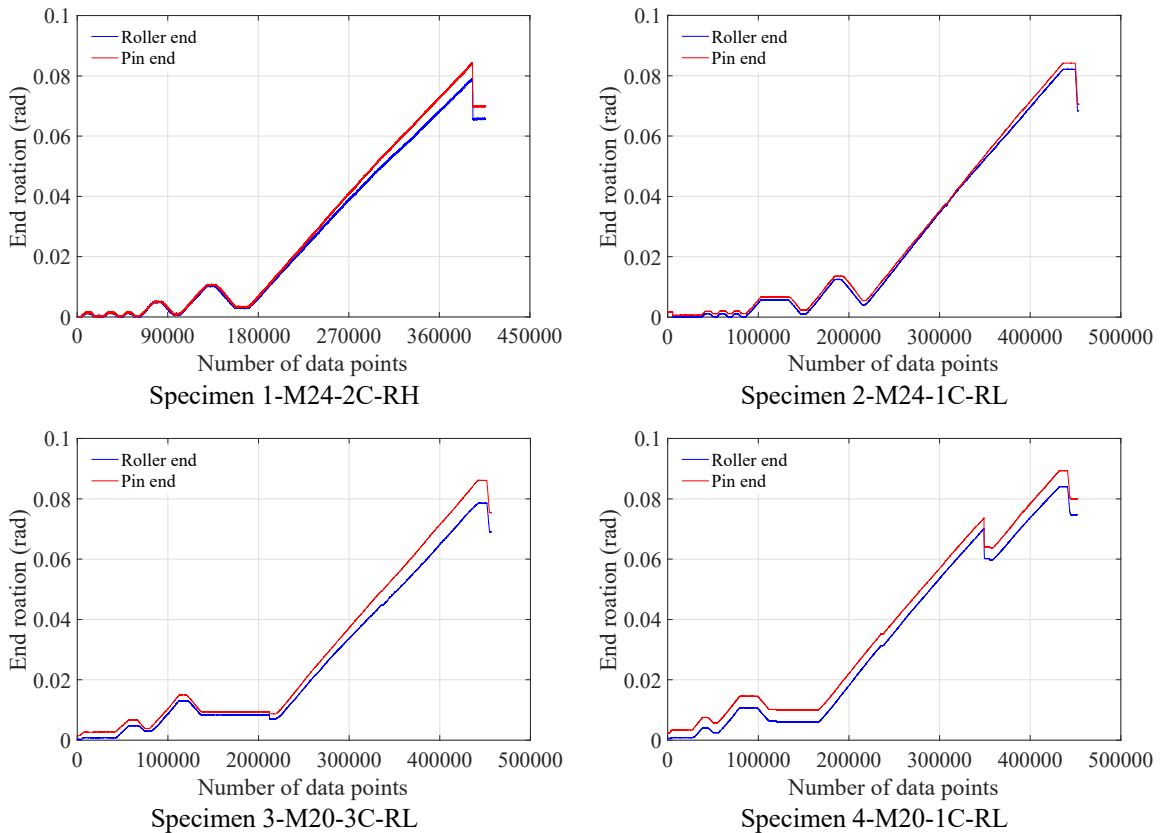 0.1
Roller end
Pin end
0.08
0.06
0.04
0.02
0
End roation (rad)
0 90000 180000 270000 360000 450000
Number of data points
Specimen 1-M24-2C-RH
0.1
Roller end
Pin end
0.08
0.06
0.04
0.02
0
End roation (rad)
0 100000 200000 300000 400000 500000
Number of data points
Specimen 2-M24-1C-RL
0.1
Roller end
Pin end
0.08
0.06
0.04
0.02
0
End roation (rad)
0 100000 200000 300000 400000 500000
Number of data points
Specimen 3-M20-3C-RL
0.1
Roller end
Pin end
0.08
0.06
0.04
0.02
0
End roation (rad)
0 100000 200000 300000 400000 500000
Number of data points
Specimen 4-M20-1C-RL